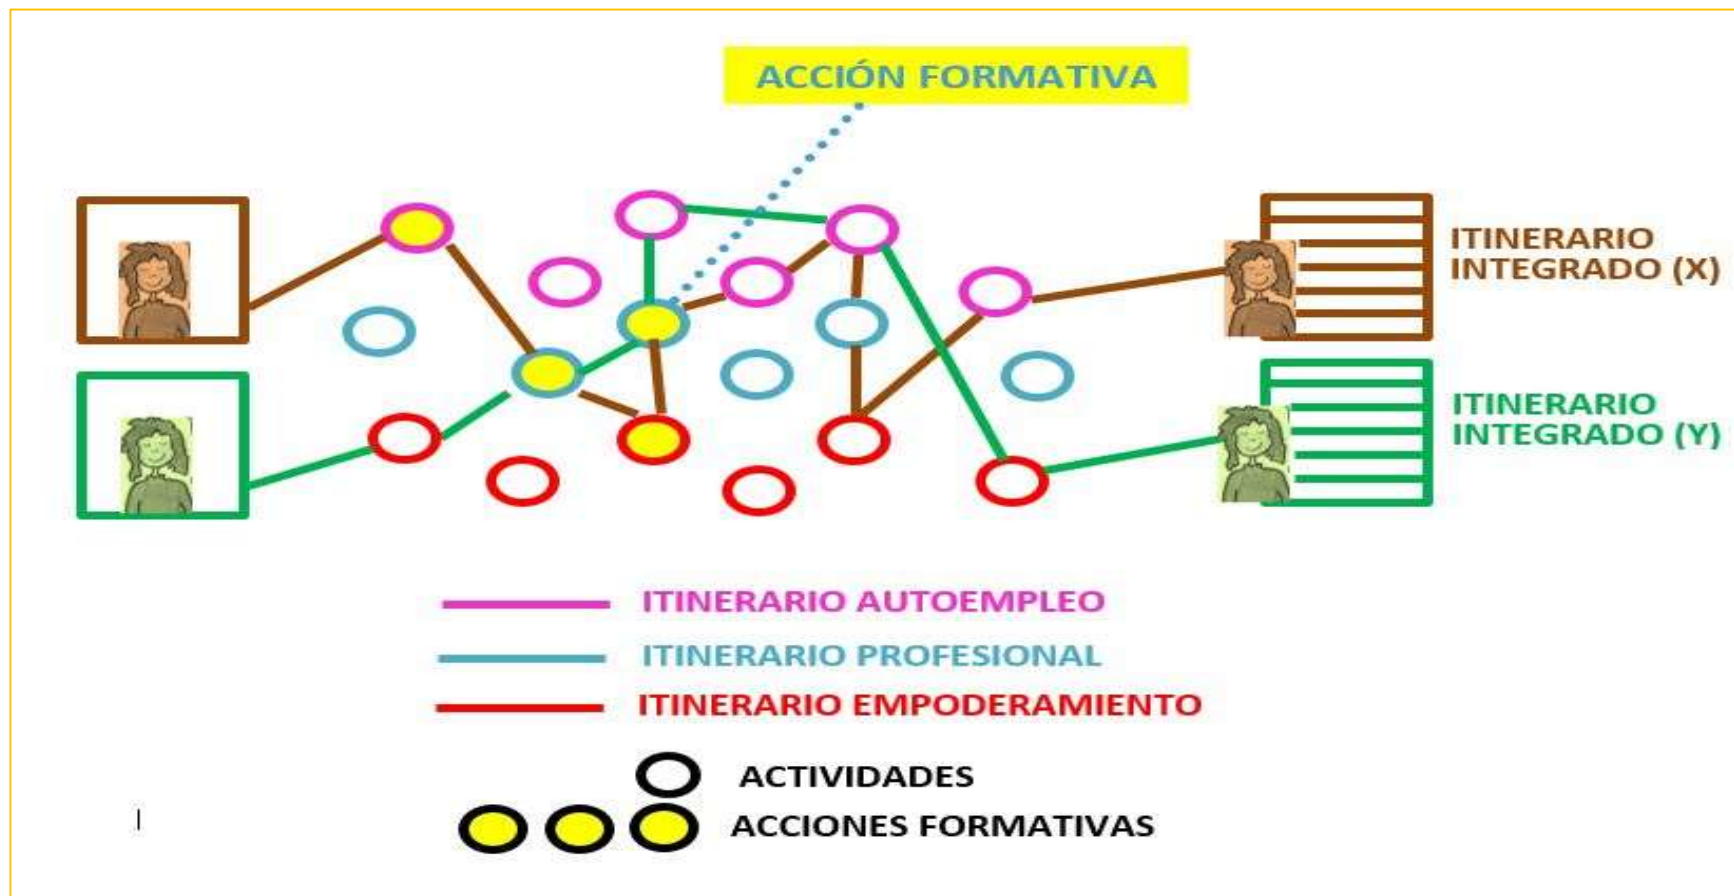 ACCIÓN FORMATIVA
ITINERARIO
INTEGRADO (X)
ITINERARIO
INTEGRADO (Y)
ITINERARIO AUTOEMPLEO
ITINERARIO PROFESIONAL
ITINERARIO EMPODERAMIENTO
ACTIVIDADES
ACCIONES FORMATIVAS